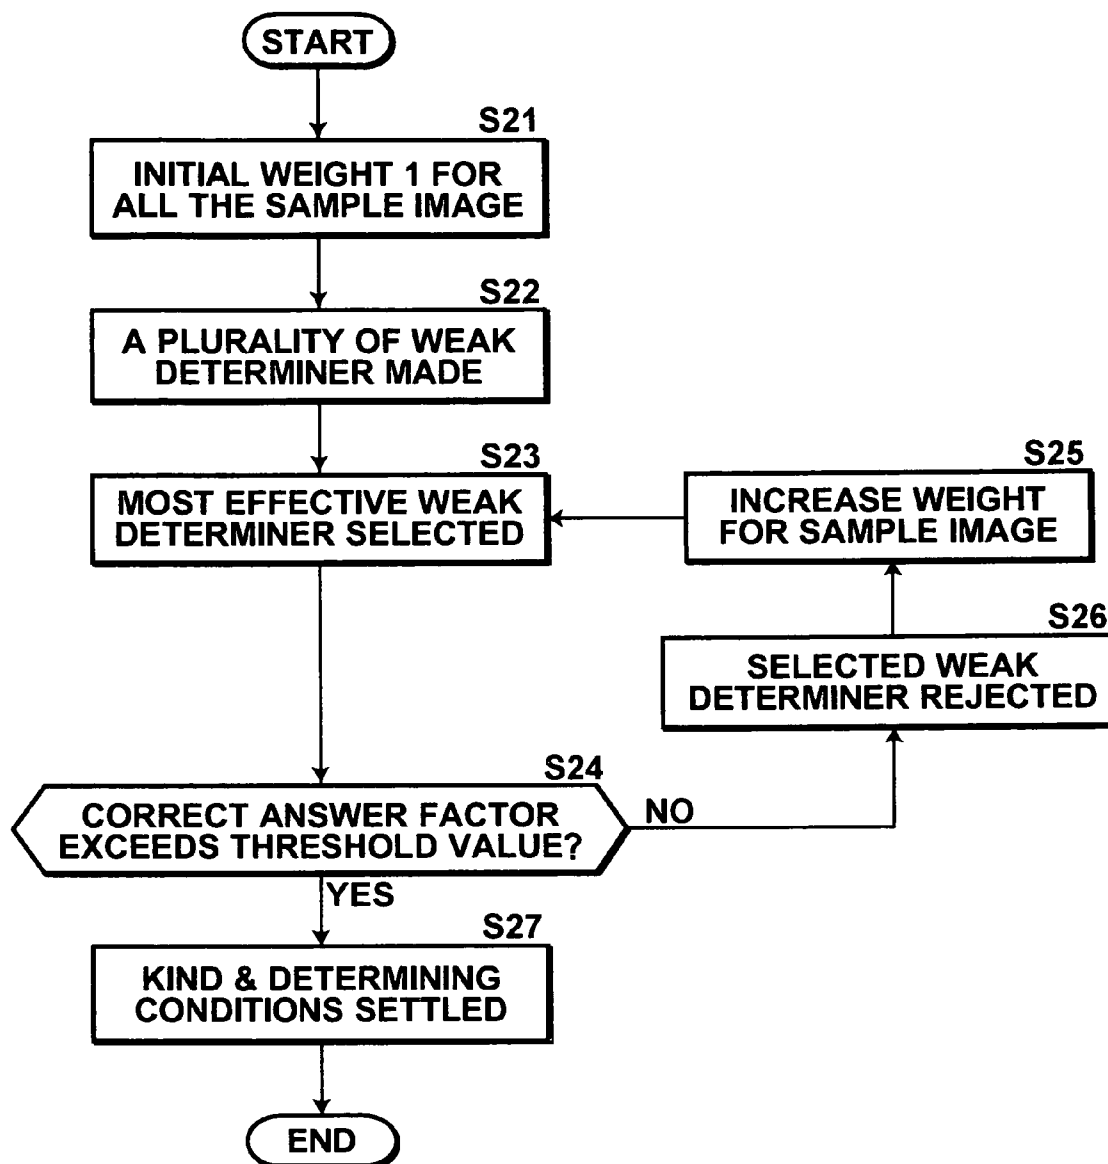 START
S21
INITIAL WEIGHT 1 FOR
ALL THE SAMPLE IMAGE
S22
A PLURALITY OF WEAK
DETERMINER MADE
S23
MOST EFFECTIVE WEAK
DETERMINER SELECTED
S25
INCREASE WEIGHT
FOR SAMPLE IMAGE
S26
SELECTED WEAK
DETERMINER REJECTED
S24
CORRECT ANSWER FACTOR
EXCEEDS THRESHOLD VALUE?
NO
YES
S27
KIND & DETERMINING
CONDITIONS SETTLED
END